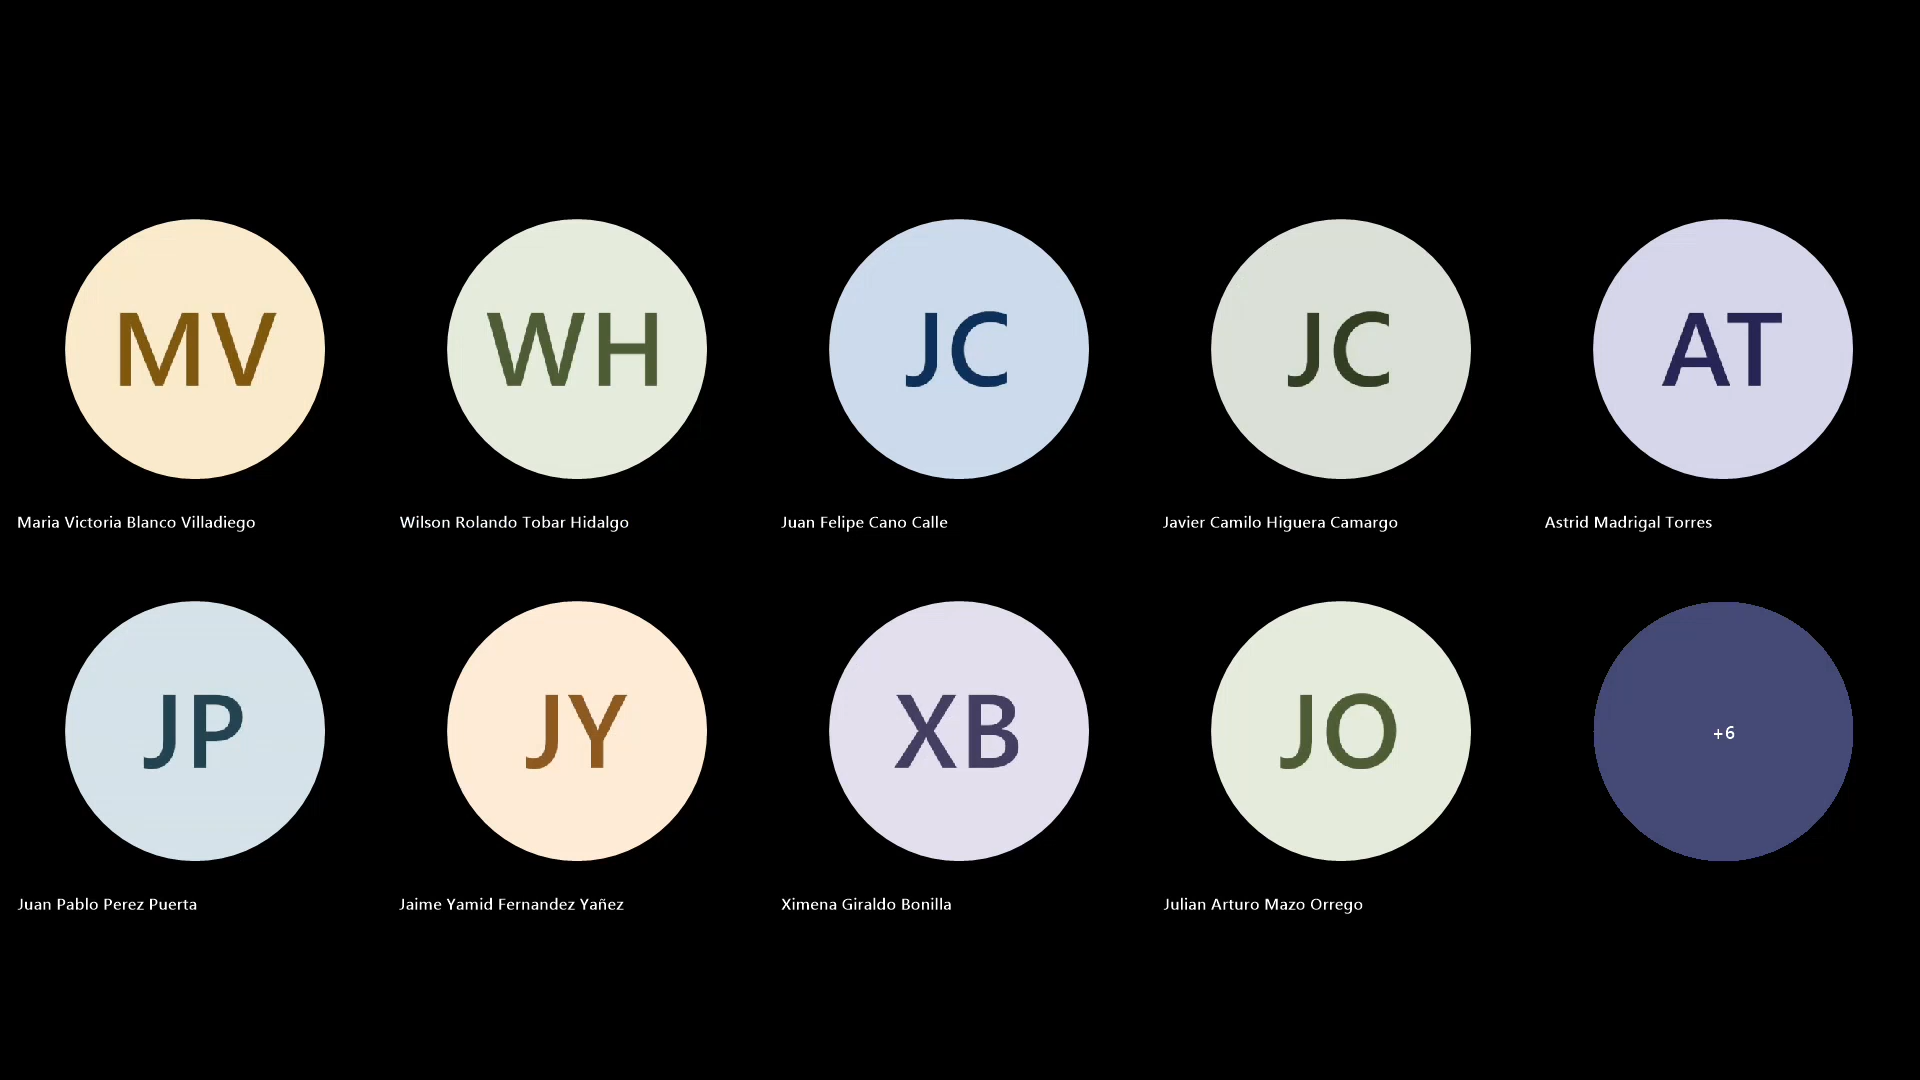 MV
WH
JC
JC
AT
Maria Victoria Blanco Villadiego
Wilson Rolando Tobar Hidalgo
Juan Felipe Cano Calle
Javier Camilo Higuera Camargo
Astrid Madrigal Torres
JP
JY
XB
JO
+6
Juan Pablo Perez Puerta
Jaime Yamid Fernandez Yañez
Ximena Giraldo Bonilla
Julian Arturo Mazo Orrego